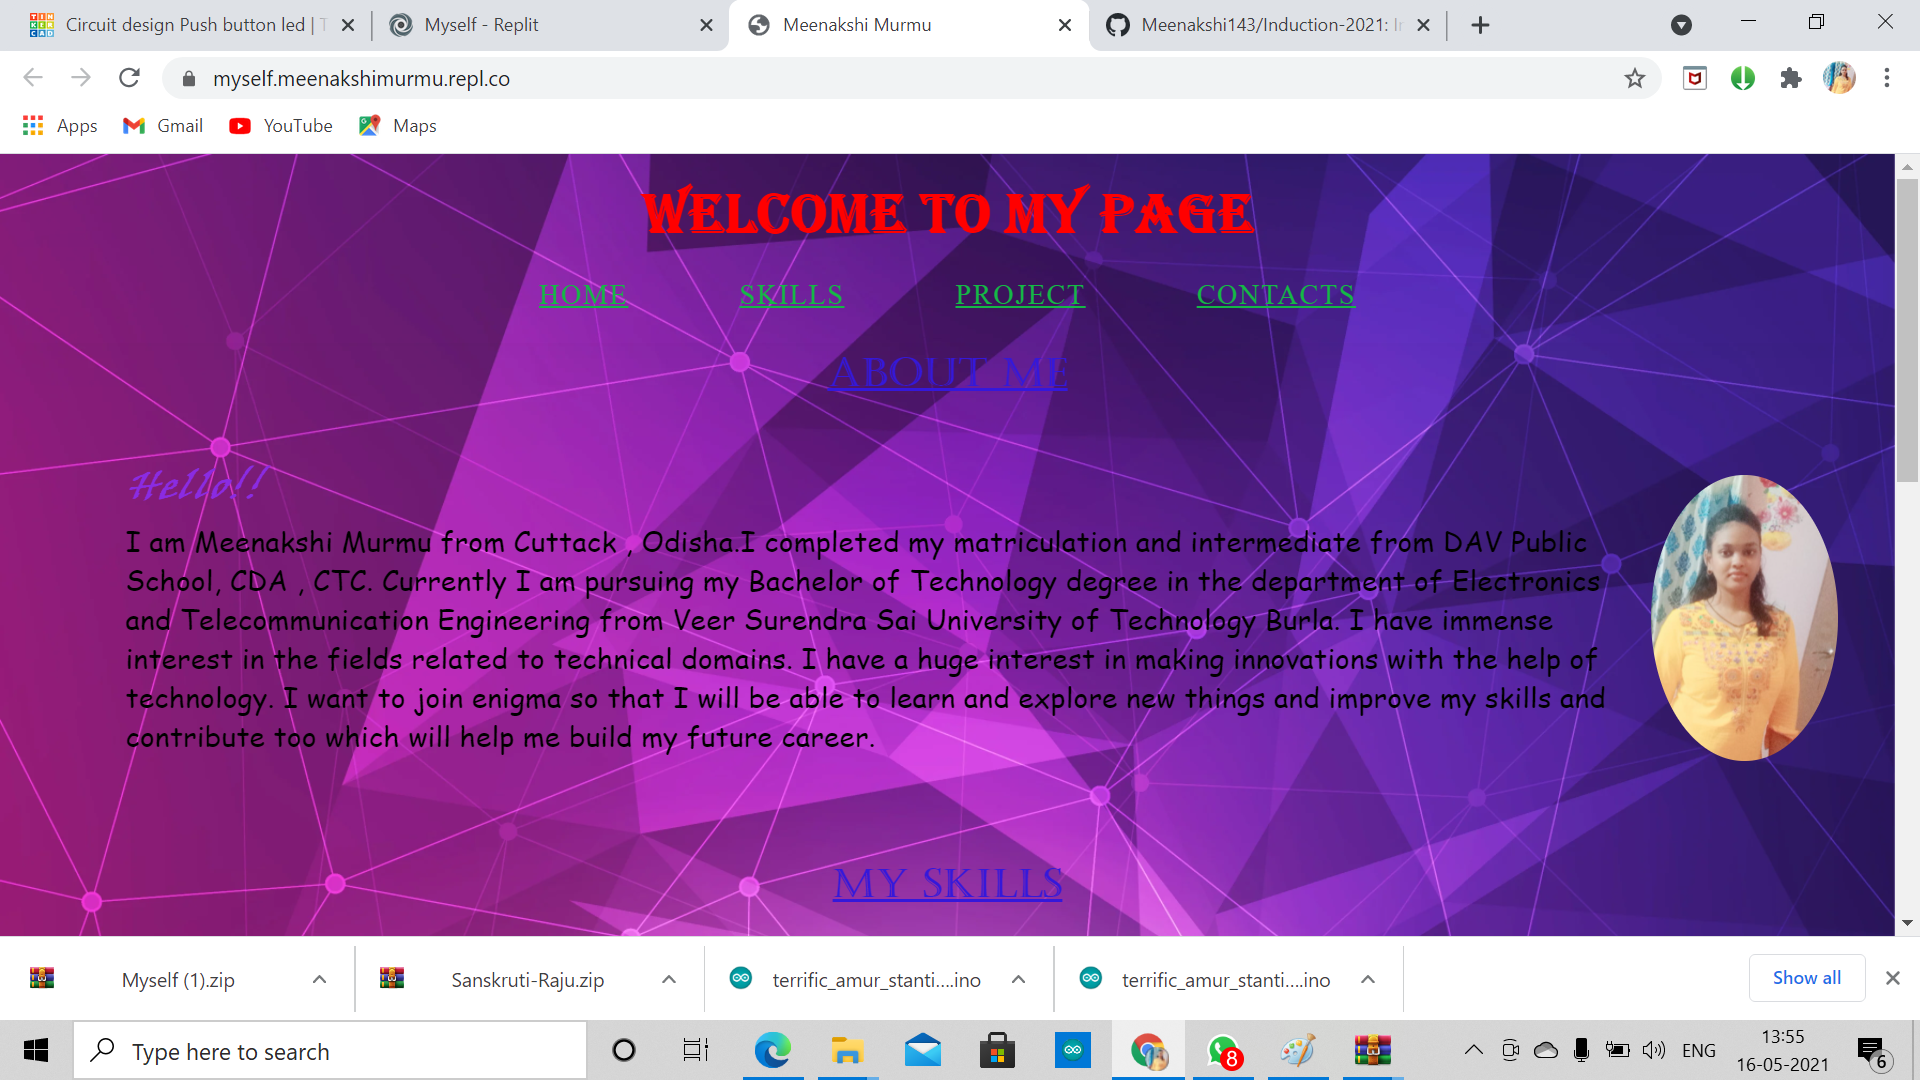 Circuit design Push button led | T
Myself - Replit
Meenakshi Murmu
Meenakshi143/Induction-2021: In
myself.meenakshimurmu.repl.co
Apps
Gmail
YouTube
Maps
WELCOME TO MY PAGE
HOME
SKILLS
PROJECT
CONTACTS
ABOUT ME
Hello!!
I am Meenakshi Murmu from Cuttack , Odisha.I completed my matriculation and intermediate from DAV Public
School, CDA , CTC. Currently I am pursuing my Bachelor of Technology degree in the department of Electronics
and Telecommunication Engineering from Veer Surendra Sai University of Technology Burla. I have immense
interest in the fields related to technical domains. I have a huge interest in making innovations with the help of
technology. I want to join enigma so that I will be able to learn and explore new things and improve my skills and
contribute too which will help me build my future career.
MY SKILLS
Myself (1).zip
Sanskruti-Raju.zip
terrific_amur_stanti....ino
terrific_amur_stanti....ino
Show all
Type here to search
8
ENG
13:55
16-05-2021
6